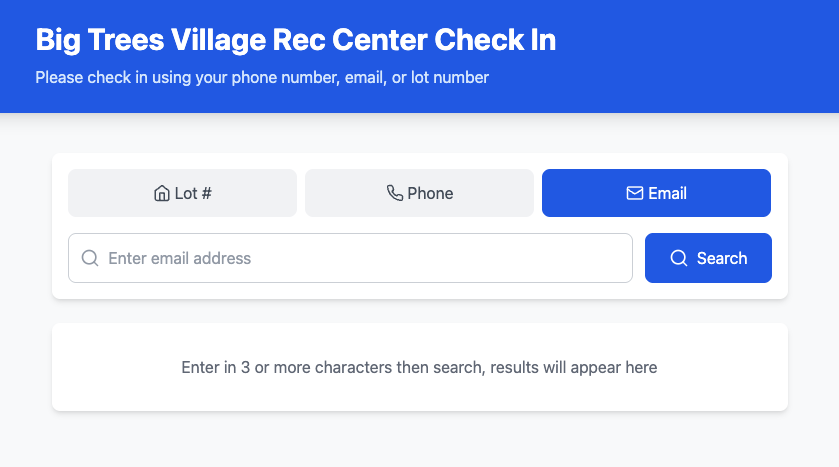 Big Trees Village Rec Center Check In
Please check in using your phone number, email, or lot number
Lot #
Phone
Email
Enter email address
Search
Enter in 3 or more characters then search, results will appear here